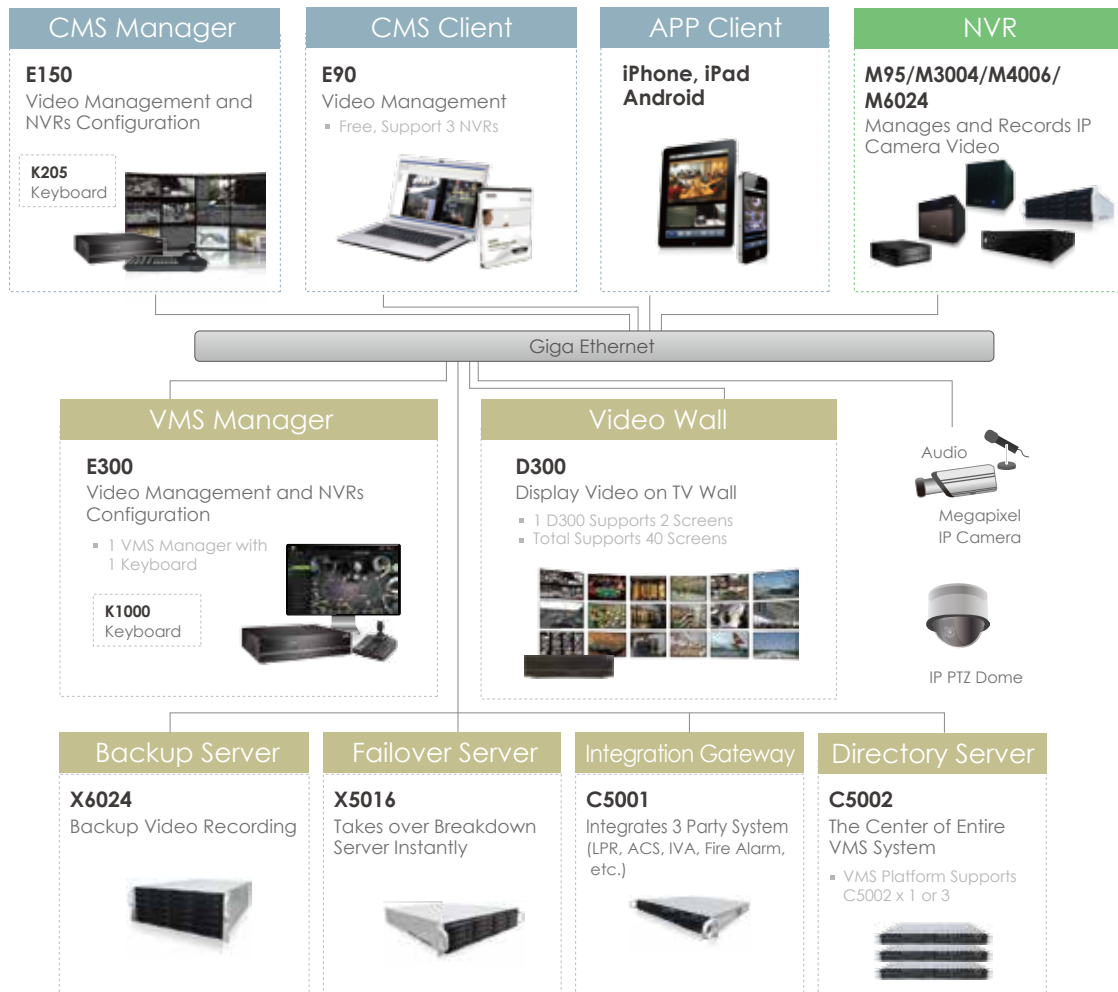 CMS Manager
E150
Video Management and
NVRs Configuration
K205
Keyboard
CMS Client
E90
Video Management
▪ Free, Support 3 NVRs
APP Client
iPhone, iPad
Android
NVR
M95/M3004/M4006/
M6024
Manages and Records IP
Camera Video
Giga Ethernet
VMS Manager
E300
Video Management and NVRs
Configuration
▪ 1 VMS Manager with
1 Keyboard
K1000
Keyboard
Video Wall
D300
Display Video on TV Wall
▪ 1 D300 Supports 2 Screens
▪ Total Supports 40 Screens
Audio
Megapixel
IP Camera
IP PTZ Dome
Backup Server
X6024
Backup Video Recording
Failover Server
X5016
Takes over Breakdown
Server Instantly
Integration Gateway
C5001
Integrates 3 Party System
(LPR, ACS, IVA, Fire Alarm,
etc.)
Directory Server
C5002
The Center of Entire
VMS System
▪ VMS Platform Supports
C5002 x 1 or 3